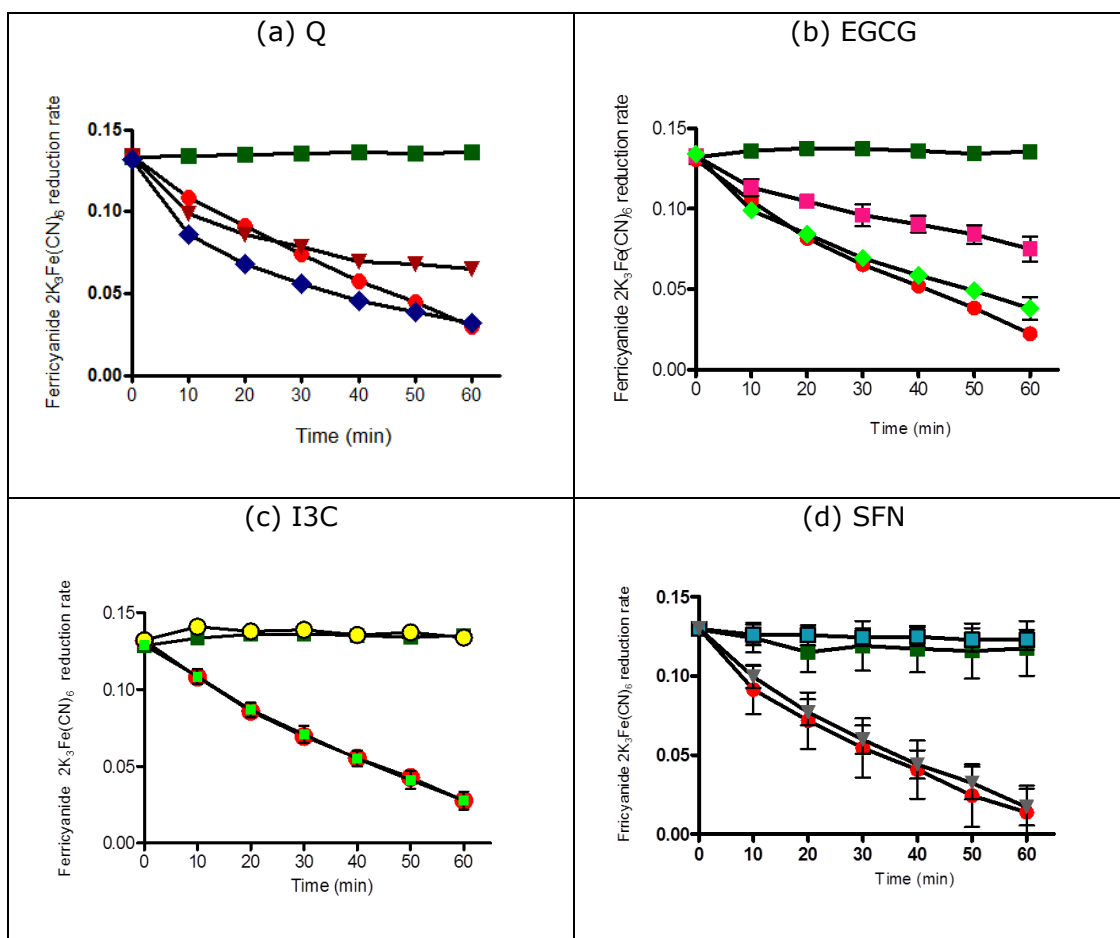 (a) Q
Ferricyanide 2K₃Fe(CN)₆ reduction rate
0.15
0.10
0.05
0.00
0 10 20 30 40 50 60
Time (min)
(b) EGCG
Ferricyanide 2K₃Fe(CN)₆ reduction rate
0.15
0.10
0.05
0.00
0 10 20 30 40 50 60
Time (min)
(c) I3C
Ferricyanide 2K₃Fe(CN)₆ reduction rate
0.15
0.10
0.05
0.00
0 10 20 30 40 50 60
Time (min)
(d) SFN
Frricyanide 2K₃Fe(CN)₆ reduction rate
0.15
0.10
0.05
0.00
0 10 20 30 40 50 60
Time (min)